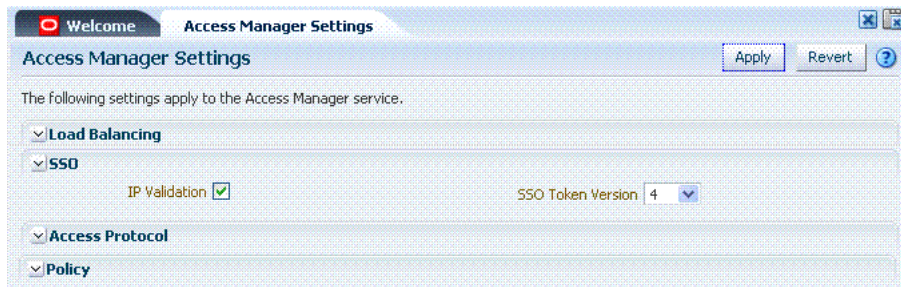 Welcome
Access Manager Settings
Access Manager Settings
Apply
Revert
?
The following settings apply to the Access Manager service.
Load Balancing
SSO
IP Validation
SSO Token Version 4
Access Protocol
Policy